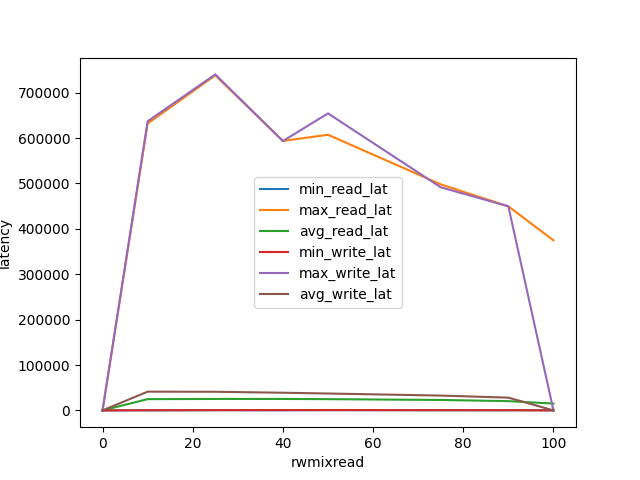 700000
600000
500000
400000
300000
200000
100000
0
latency
min_read_lat
max_read_lat
avg_read_lat
min_write_lat
max_write_lat
avg_write_lat
0 20 40 60 80 100
rwmixread